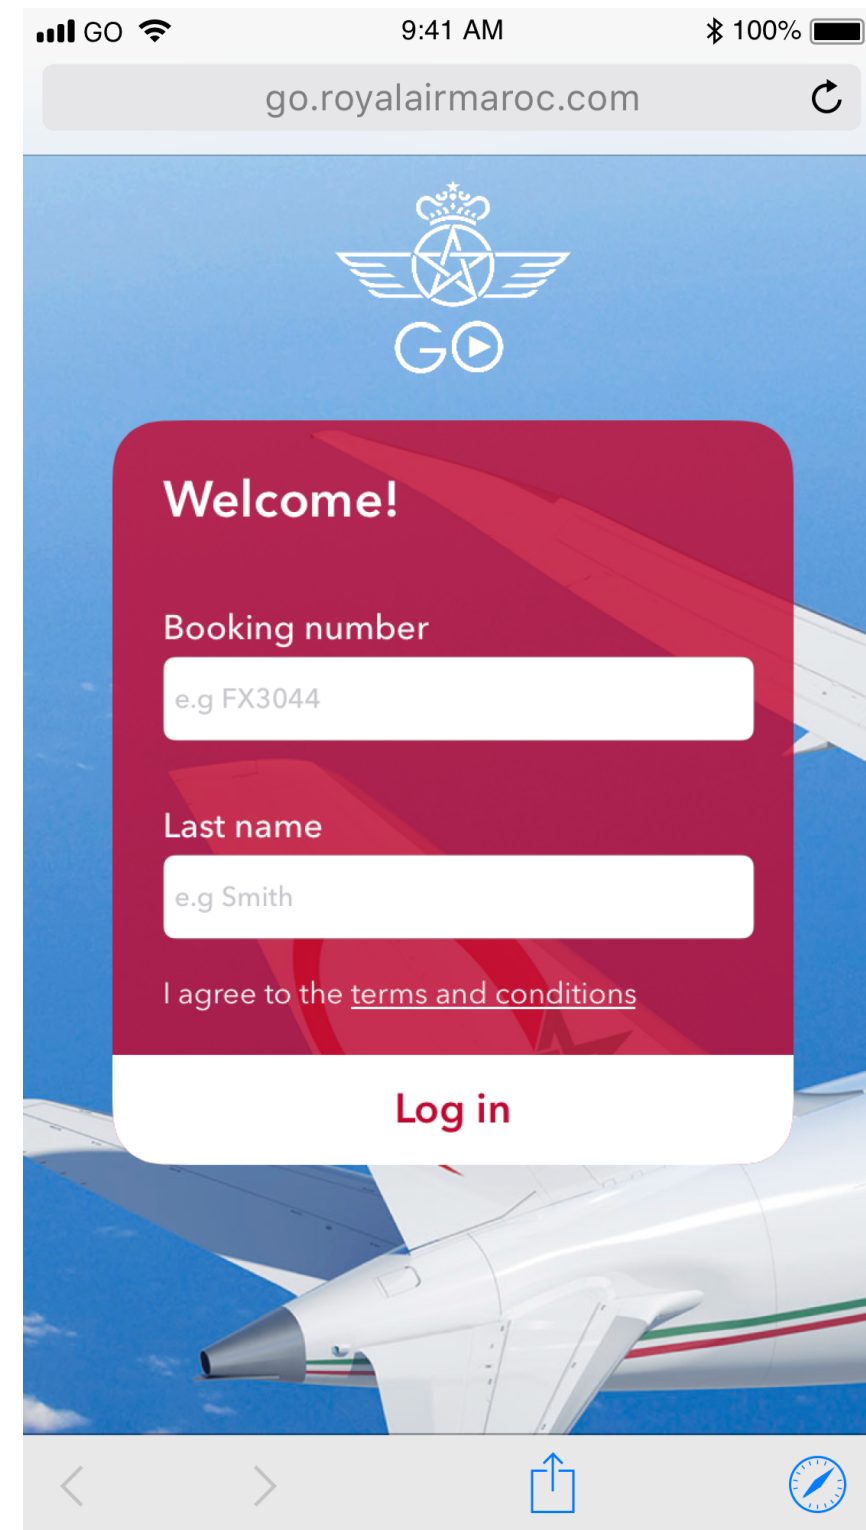 GO 9:41 AM 100%
go.royalairmaroc.com
GO
Welcome!
Booking number
e.g FX3044
Last name
e.g Smith
I agree to the terms and conditions
Log in